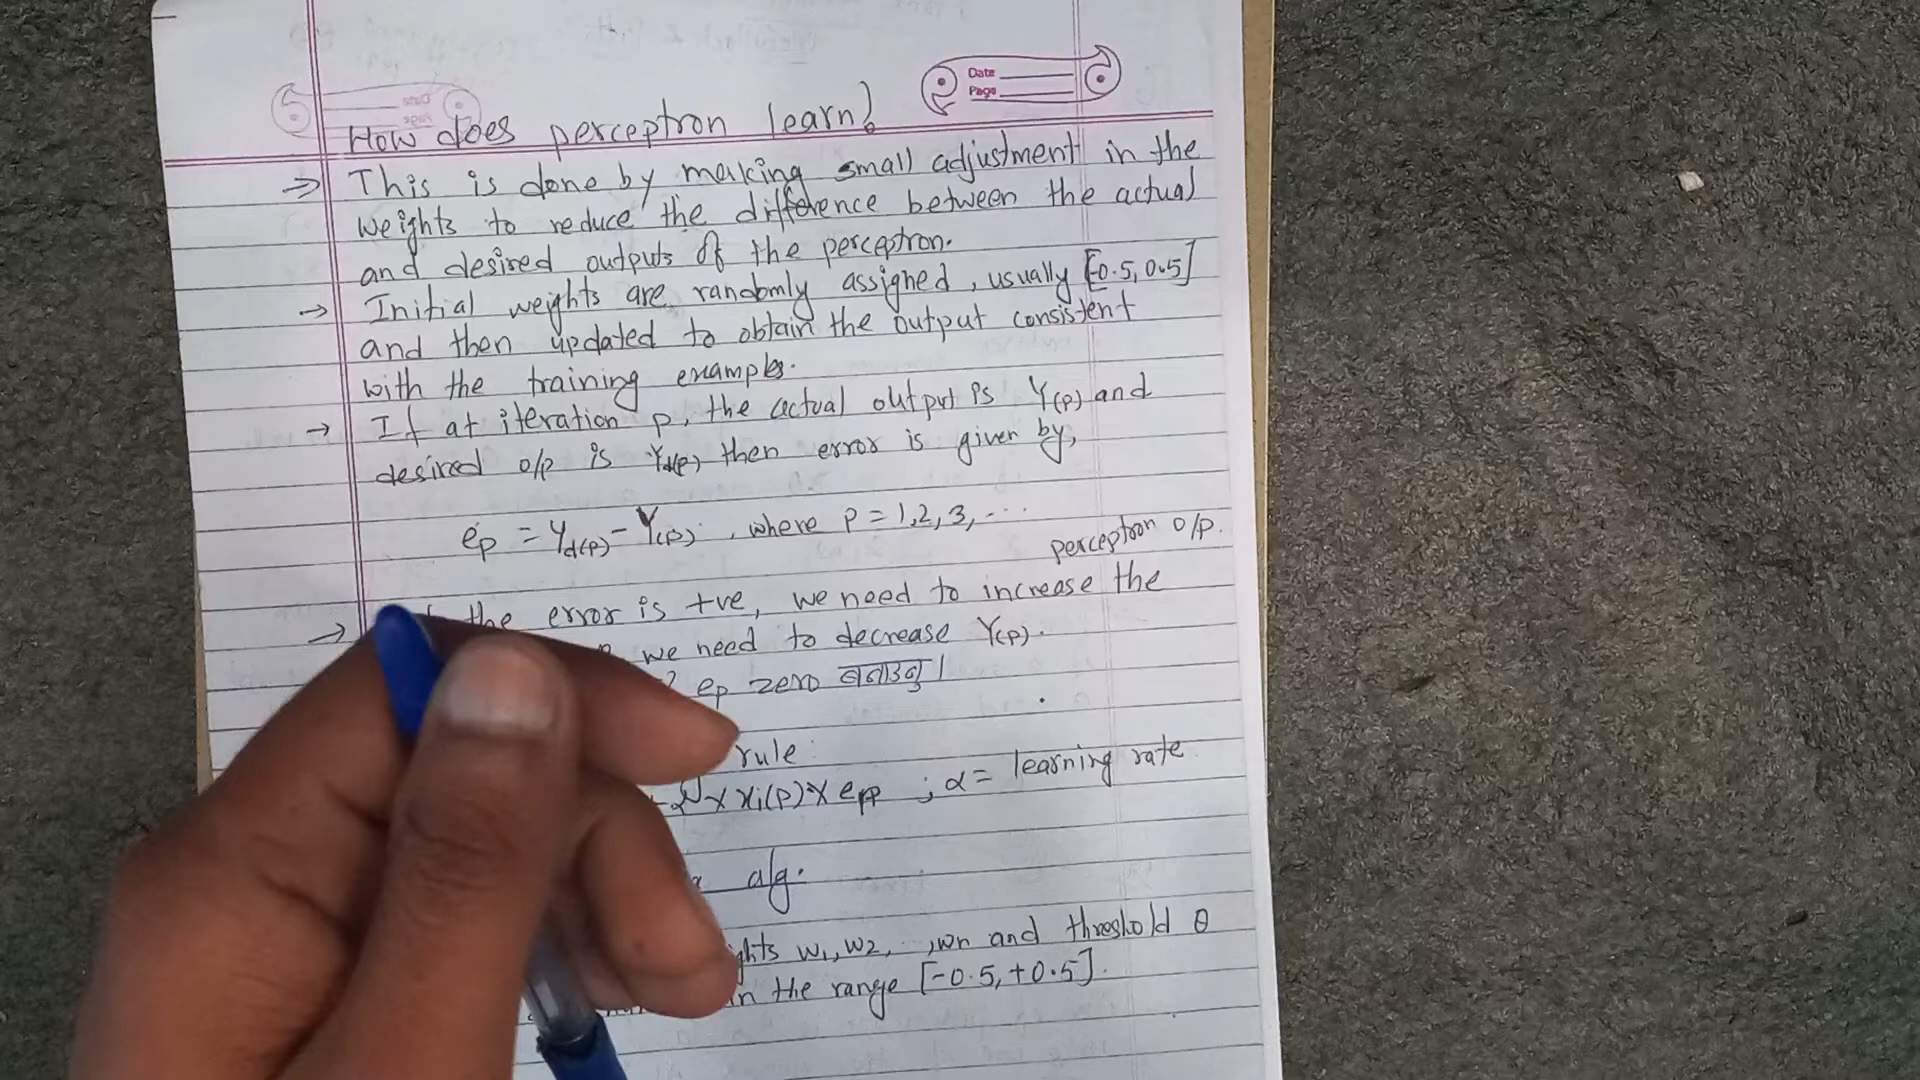 Date
Page
How does perceptron learn?
⇒ This is done by making small adjustment in the
weights to reduce the difference between the actual
and desired outputs of the perceptron.
→ Initial weights are randomly assigned, usually [-0.5, 0.5]
and then updated to obtain the output consistent
with the training examples.
→ If at iteration p, the actual output is Y(p) and
desired o/p is Yd(p) then error is given by,
ep = Yd(p) - Y(p), where p = 1,2,3,...
perceptron o/p.
→ the error is +ve, we need to increase the
we need to decrease Y(p).
ep zero बनाउनु।
rule:
x xi(p) x ep ; α = learning rate
alg.
w1, w2, .., wn and threshold θ
in the range [-0.5, +0.5].